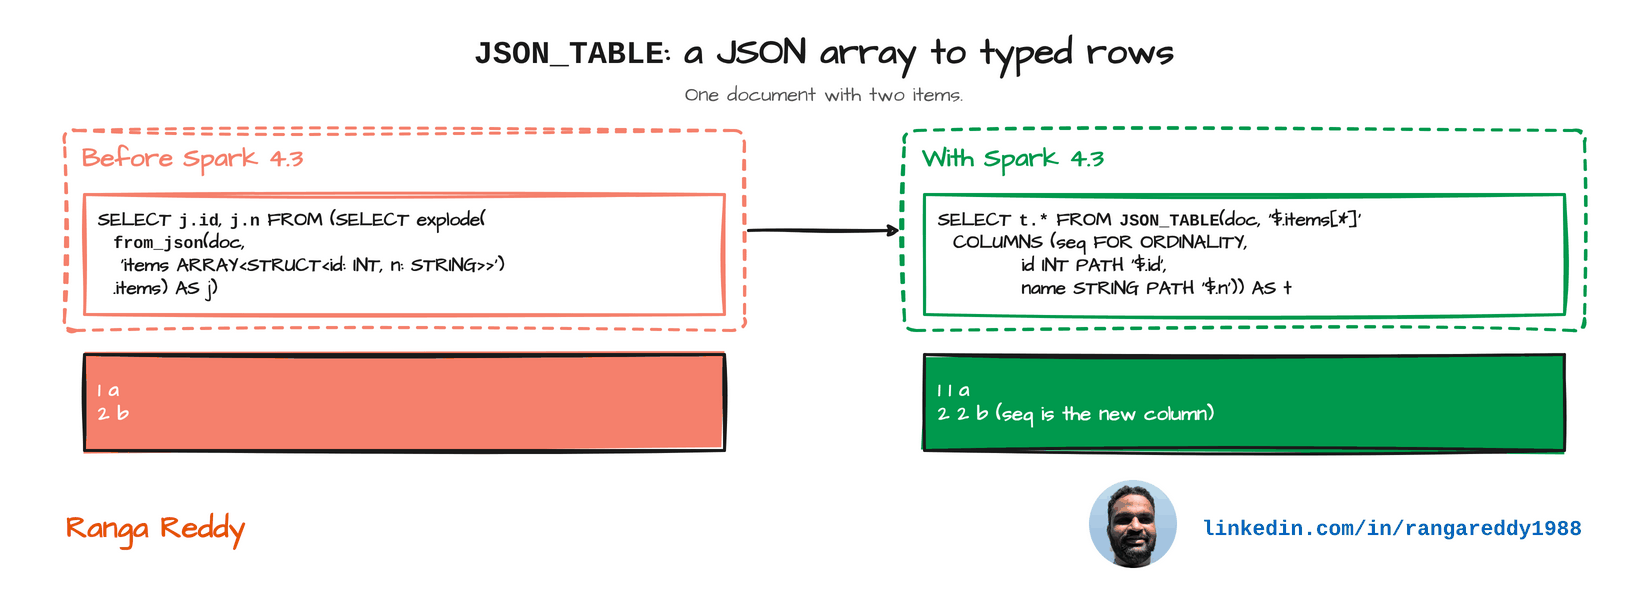 JSON_TABLE: a JSON array to typed rows
One document with two items.
Before Spark 4.3
SELECT j.id, j.n FROM (SELECT explode(
from_json(doc,
'items ARRAY<STRUCT<id: INT, n: STRING>>')
.items) AS j)
1 a
2 b
With Spark 4.3
SELECT t.* FROM JSON_TABLE(doc, '$.items[*]'
COLUMNS (seq FOR ORDINALITY,
id INT PATH '$.id',
name STRING PATH '$.n')) AS t
1 1 a
2 2 b (seq is the new column)
Ranga Reddy
linkedin.com/in/rangareddy1988